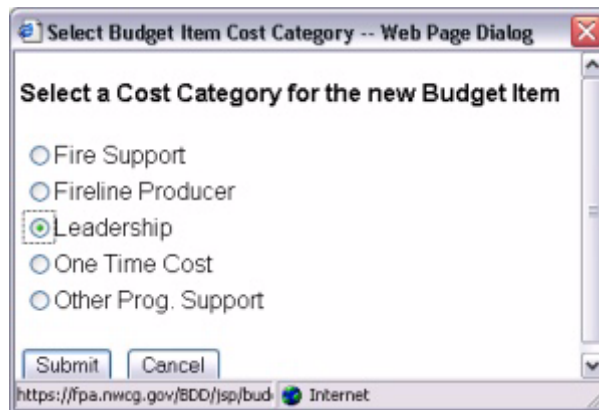 Select Budget Item Cost Category -- Web Page Dialog
Select a Cost Category for the new Budget Item
Fire Support
Fireline Producer
Leadership
One Time Cost
Other Prog. Support
Submit Cancel
https://fpa.nwcg.gov/BDD/jsp/bud Internet